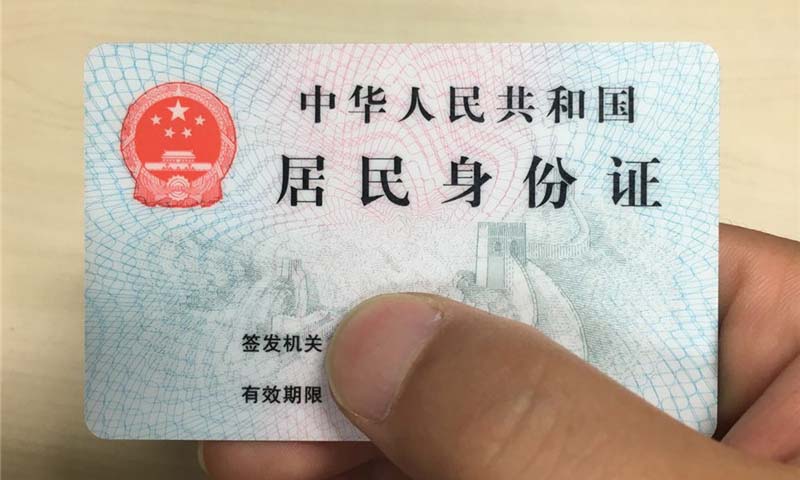 中华人民共和国
居民身份证
签发机关
有效期限